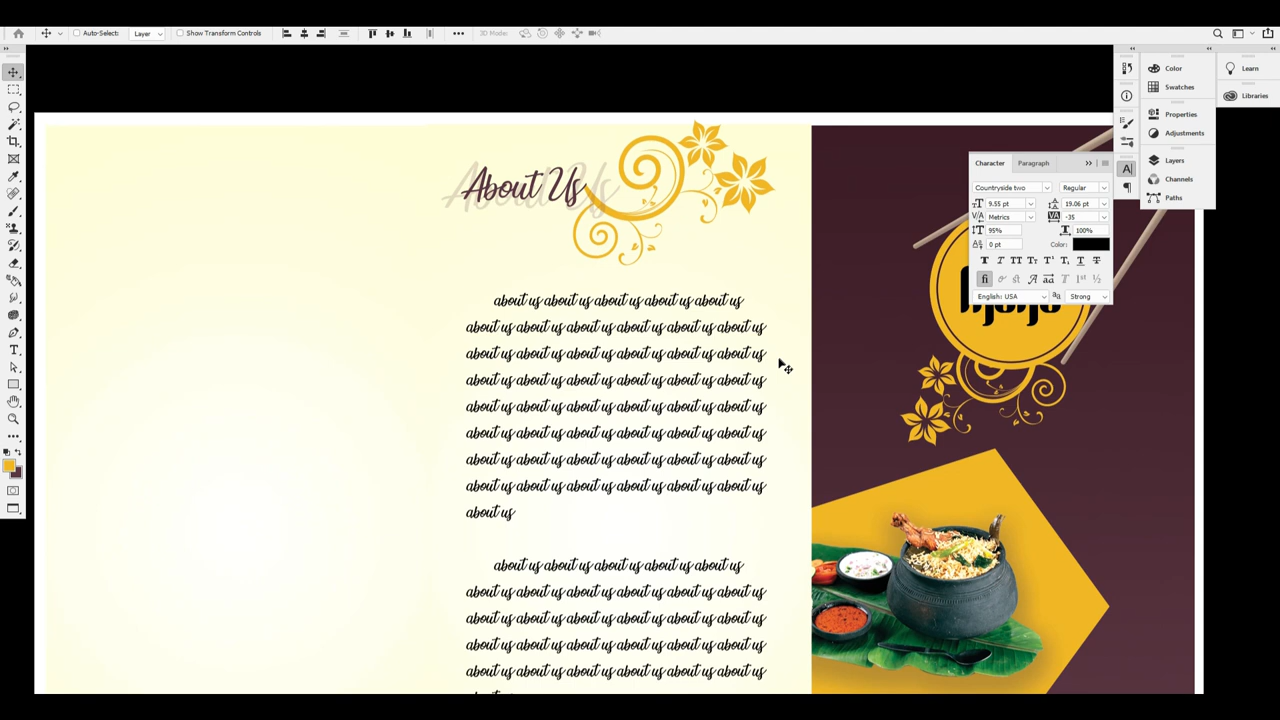 Auto-Select:
Layer
Show Transform Controls
3D Mode:
Color
Swatches
Learn
Libraries
Properties
Adjustments
Layers
Channels
Paths
Character
Paragraph
Countryside two
Regular
9.55 pt
19.06 pt
Metrics
-35
95%
100%
0 pt
Color:
English: USA
Strong
About Us
about us about us about us about us about us
about us about us about us about us about us about us
about us about us about us about us about us about us
about us about us about us about us about us about us
about us about us about us about us about us about us
about us about us about us about us about us about us
about us about us about us about us about us about us
about us about us about us about us about us about us
about us
about us about us about us about us about us
about us about us about us about us about us about us
about us about us about us about us about us about us
about us about us about us about us about us about us
about us about us about us about us about us about us